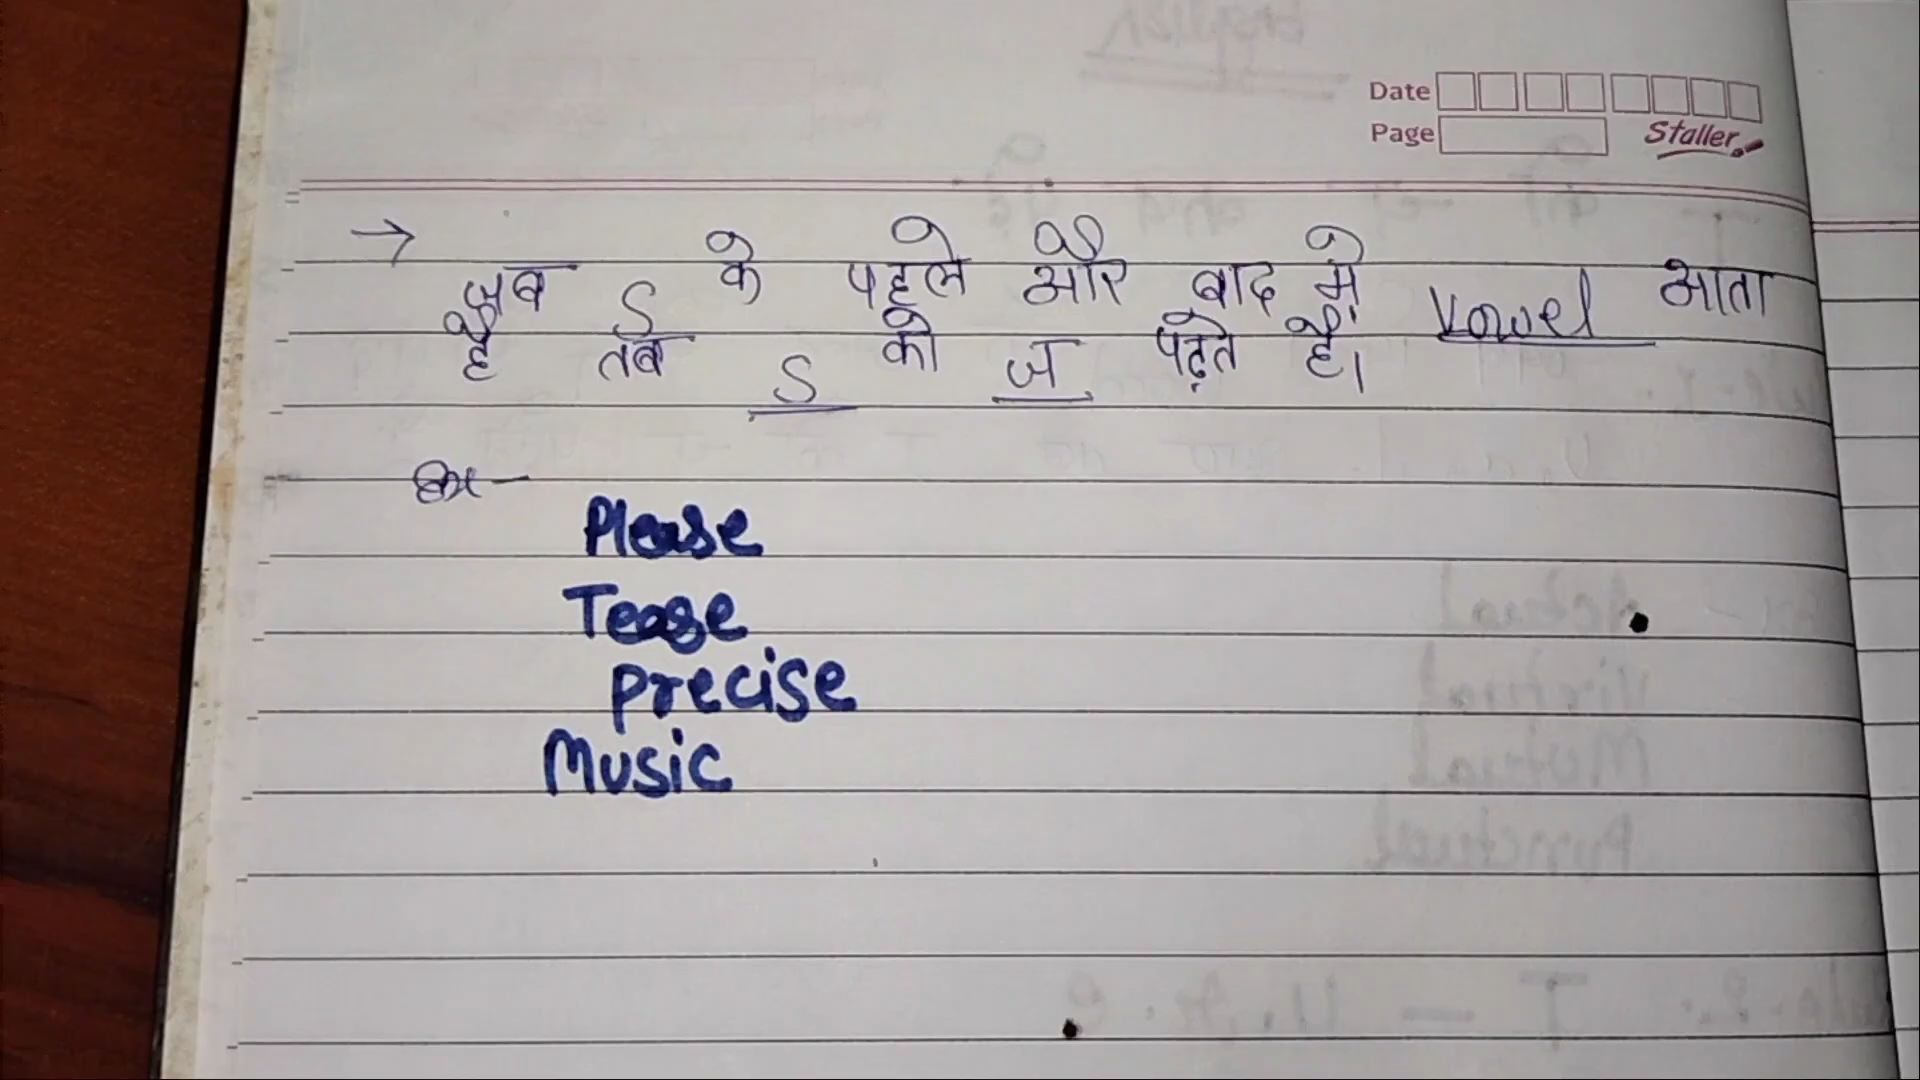 Date
Page
Staller
→ जब S के पहले और बाद में Vowel आता
है तब S को ज पढ़ते है।
Ex -
Please
Tease
Precise
Music